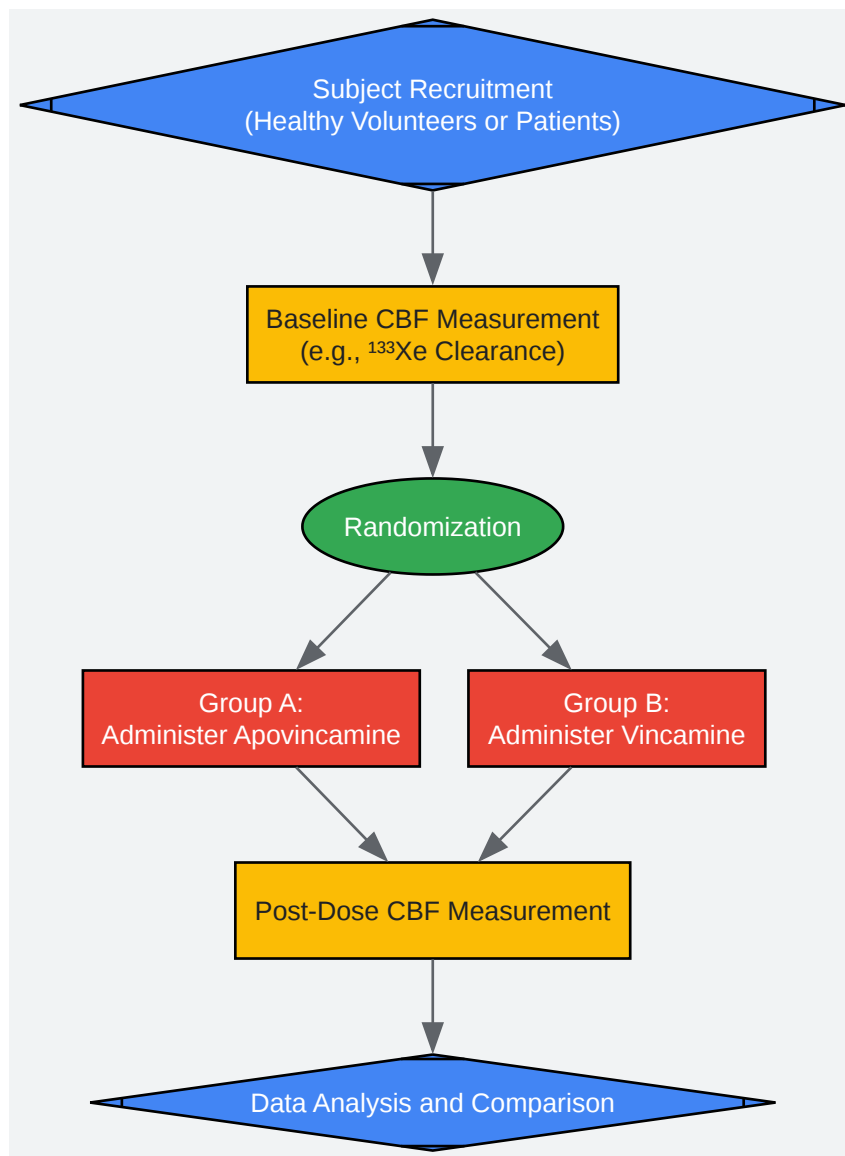 Subject Recruitment
(Healthy Volunteers or Patients)
Baseline CBF Measurement
(e.g., ¹³³Xe Clearance)
Randomization
Group A:
Administer Apovincamine
Group B:
Administer Vincamine
Post-Dose CBF Measurement
Data Analysis and Comparison